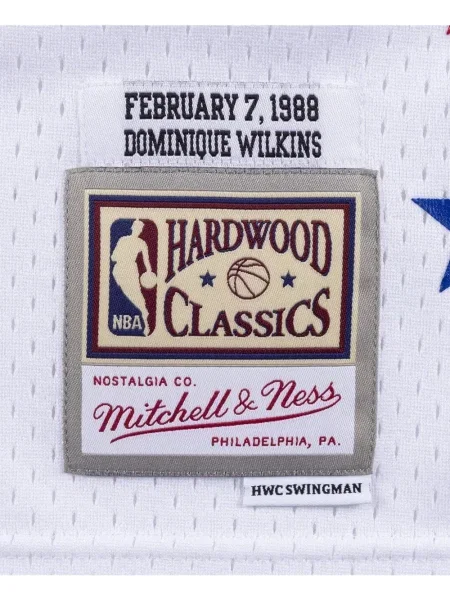 FEBRUARY 7, 1988
DOMINIQUE WILKINS
HARDWOOD
NBA
CLASSICS
NOSTALGIA CO.
Mitchell & Ness
PHILADELPHIA, PA.
HWC SWINGMAN